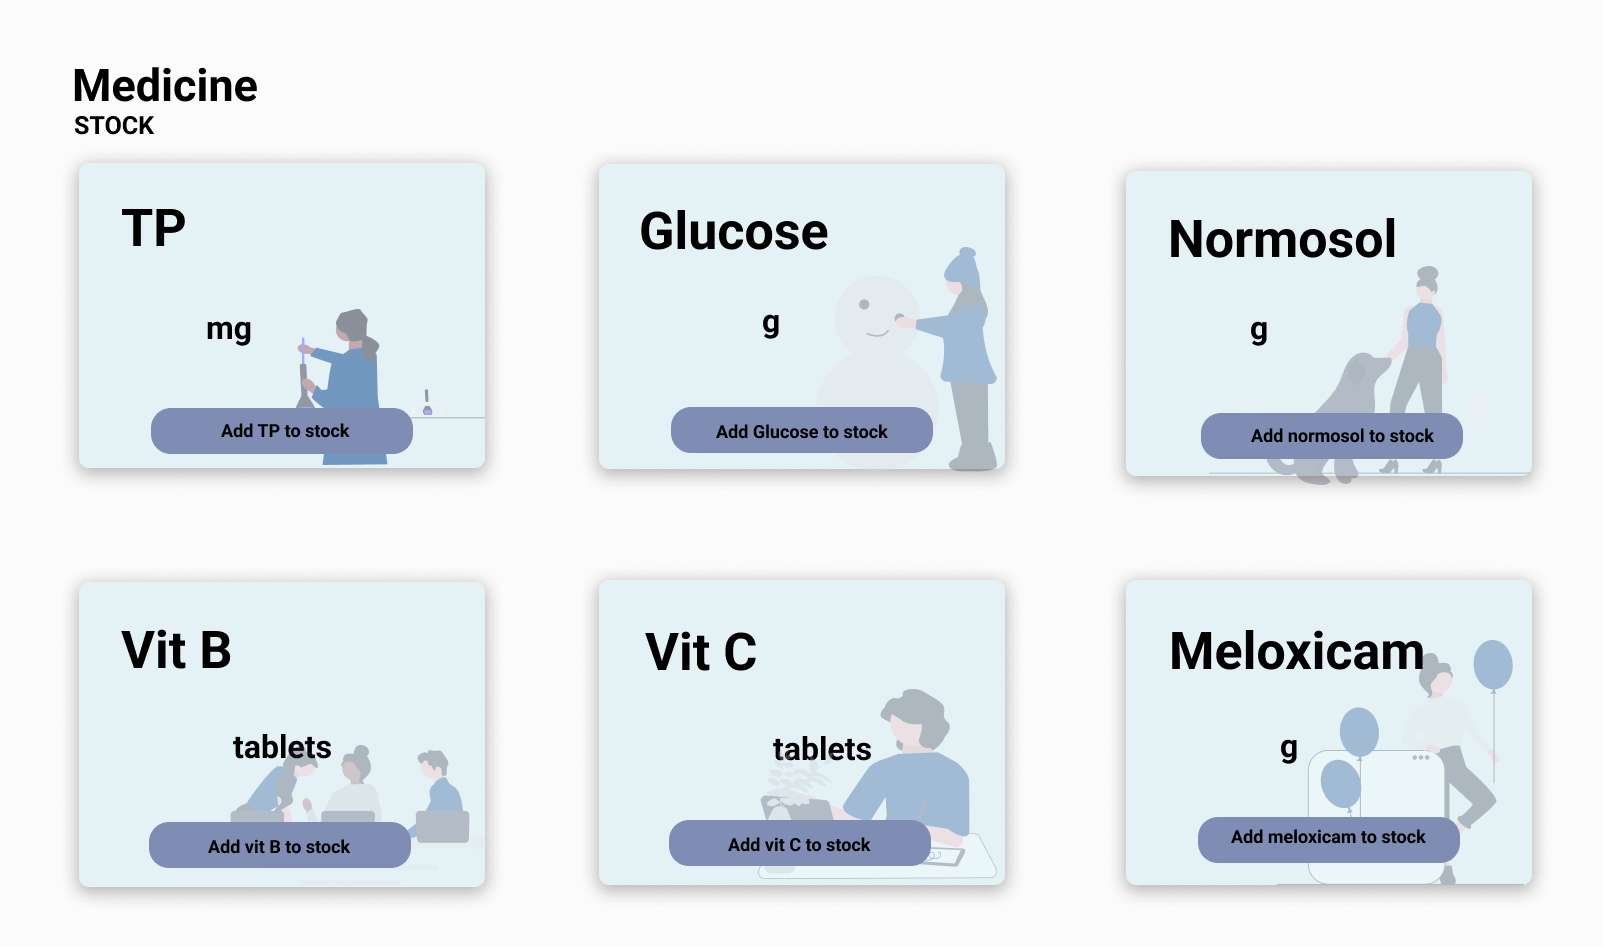 Medicine
STOCK
TP
mg
Add TP to stock
Glucose
g
Add Glucose to stock
Normosol
g
Add normosol to stock
Vit B
tablets
Add vit B to stock
Vit C
tablets
Add vit C to stock
Meloxicam
g
Add meloxicam to stock